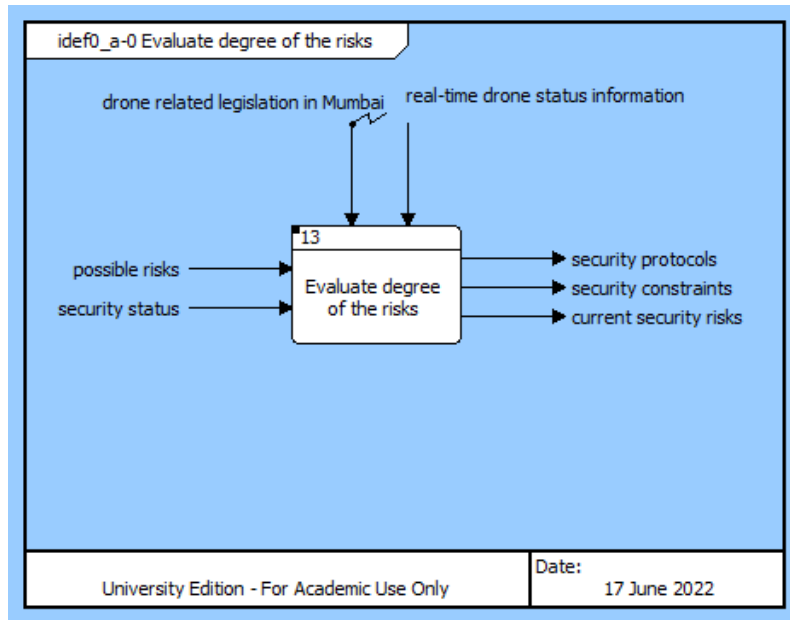 idef0_a-0 Evaluate degree of the risks
drone related legislation in Mumbai
real-time drone status information
13
Evaluate degree
of the risks
possible risks
security status
security protocols
security constraints
current security risks
University Edition - For Academic Use Only
Date:
17 June 2022